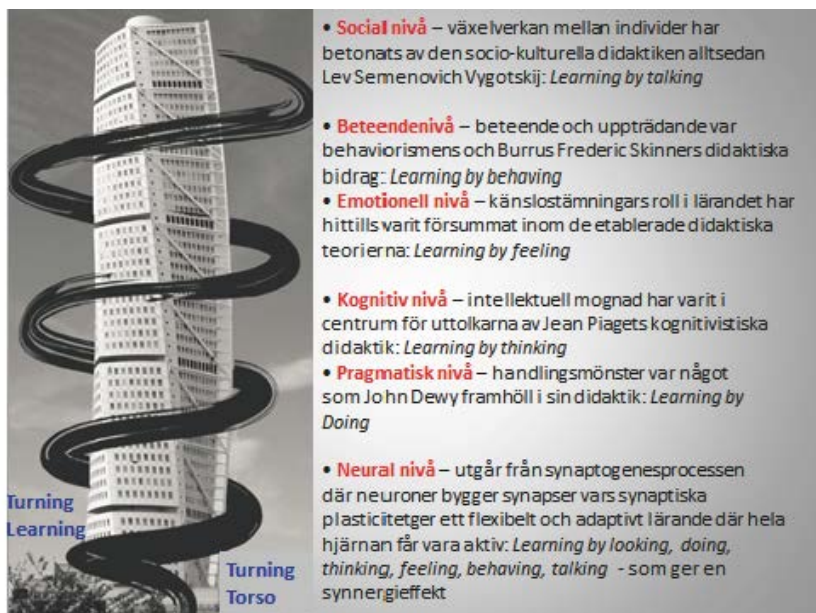 • Social nivå – växelverkan mellan individer har
betonats av den socio-kulturella didaktiken alltsedan
Lev Semenovich Vygotskij: Learning by talking
• Beteendenivå – beteende och uppträdande var
behaviorismens och Burrus Frederic Skinners didaktiska
bidrag: Learning by behaving
• Emotionell nivå – känslostämningars roll i lärandet har
hittills varit försummat inom de etablerade didaktiska
teorierna: Learning by feeling
• Kognitiv nivå – intellektuell mognad har varit i
centrum för uttolkarna av Jean Piagets kognitivistiska
didaktik: Learning by thinking
• Pragmatisk nivå – handlingsmönster var något
som John Dewy framhöll i sin didaktik: Learning by
Doing
• Neural nivå – utgår från synaptogenesprocessen
där neuroner bygger synapser vars synaptiska
plasticitetger ett flexibelt och adaptivt lärande där hela
hjärnan får vara aktiv: Learning by looking, doing,
thinking, feeling, behaving, talking - som ger en
synnergieffekt
Turning
Learning
Turning
Torso